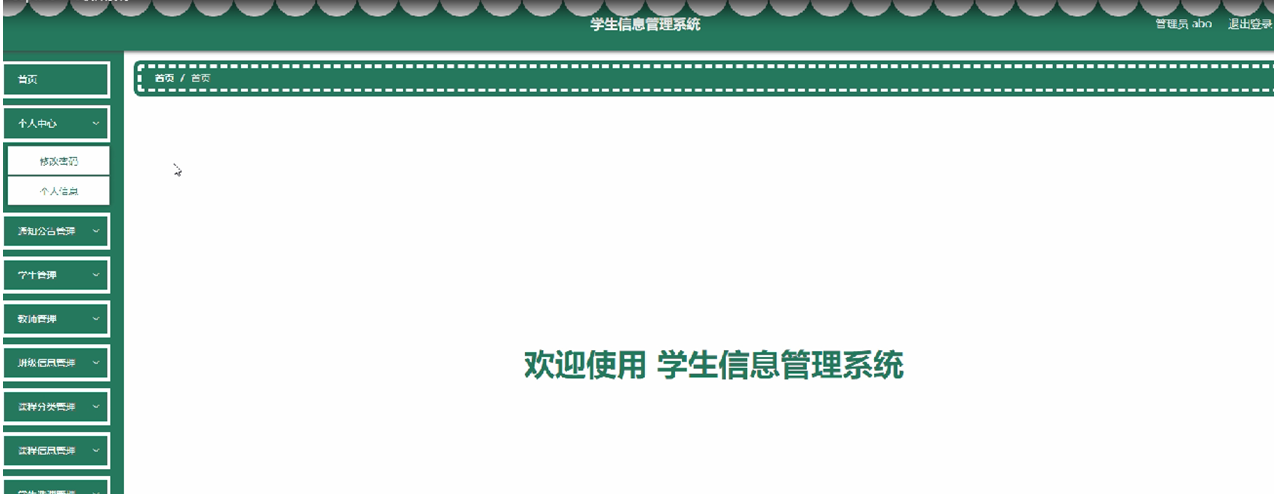 学生信息管理系统
管理员 abo 退出登录
首页
首页 / 首页
个人中心
修改密码
个人信息
通知公告管理
学生管理
教师管理
班级信息管理
欢迎使用 学生信息管理系统
课程分类管理
课程信息管理